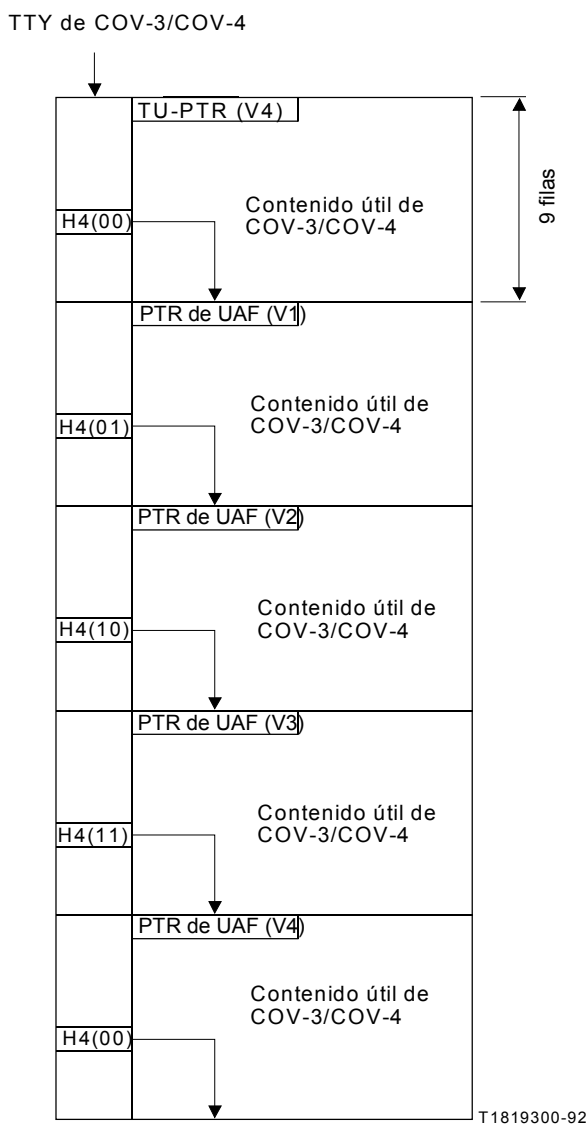 TTY de COV-3/COV-4
TU-PTR (V4)
9 filas
Contenido útil de
COV-3/COV-4
H4(00)
PTR de UAF (V1)
Contenido útil de
COV-3/COV-4
H4(01)
PTR de UAF (V2)
Contenido útil de
COV-3/COV-4
H4(10)
PTR de UAF (V3)
Contenido útil de
COV-3/COV-4
H4(11)
PTR de UAF (V4)
Contenido útil de
COV-3/COV-4
H4(00)
T1819300-92